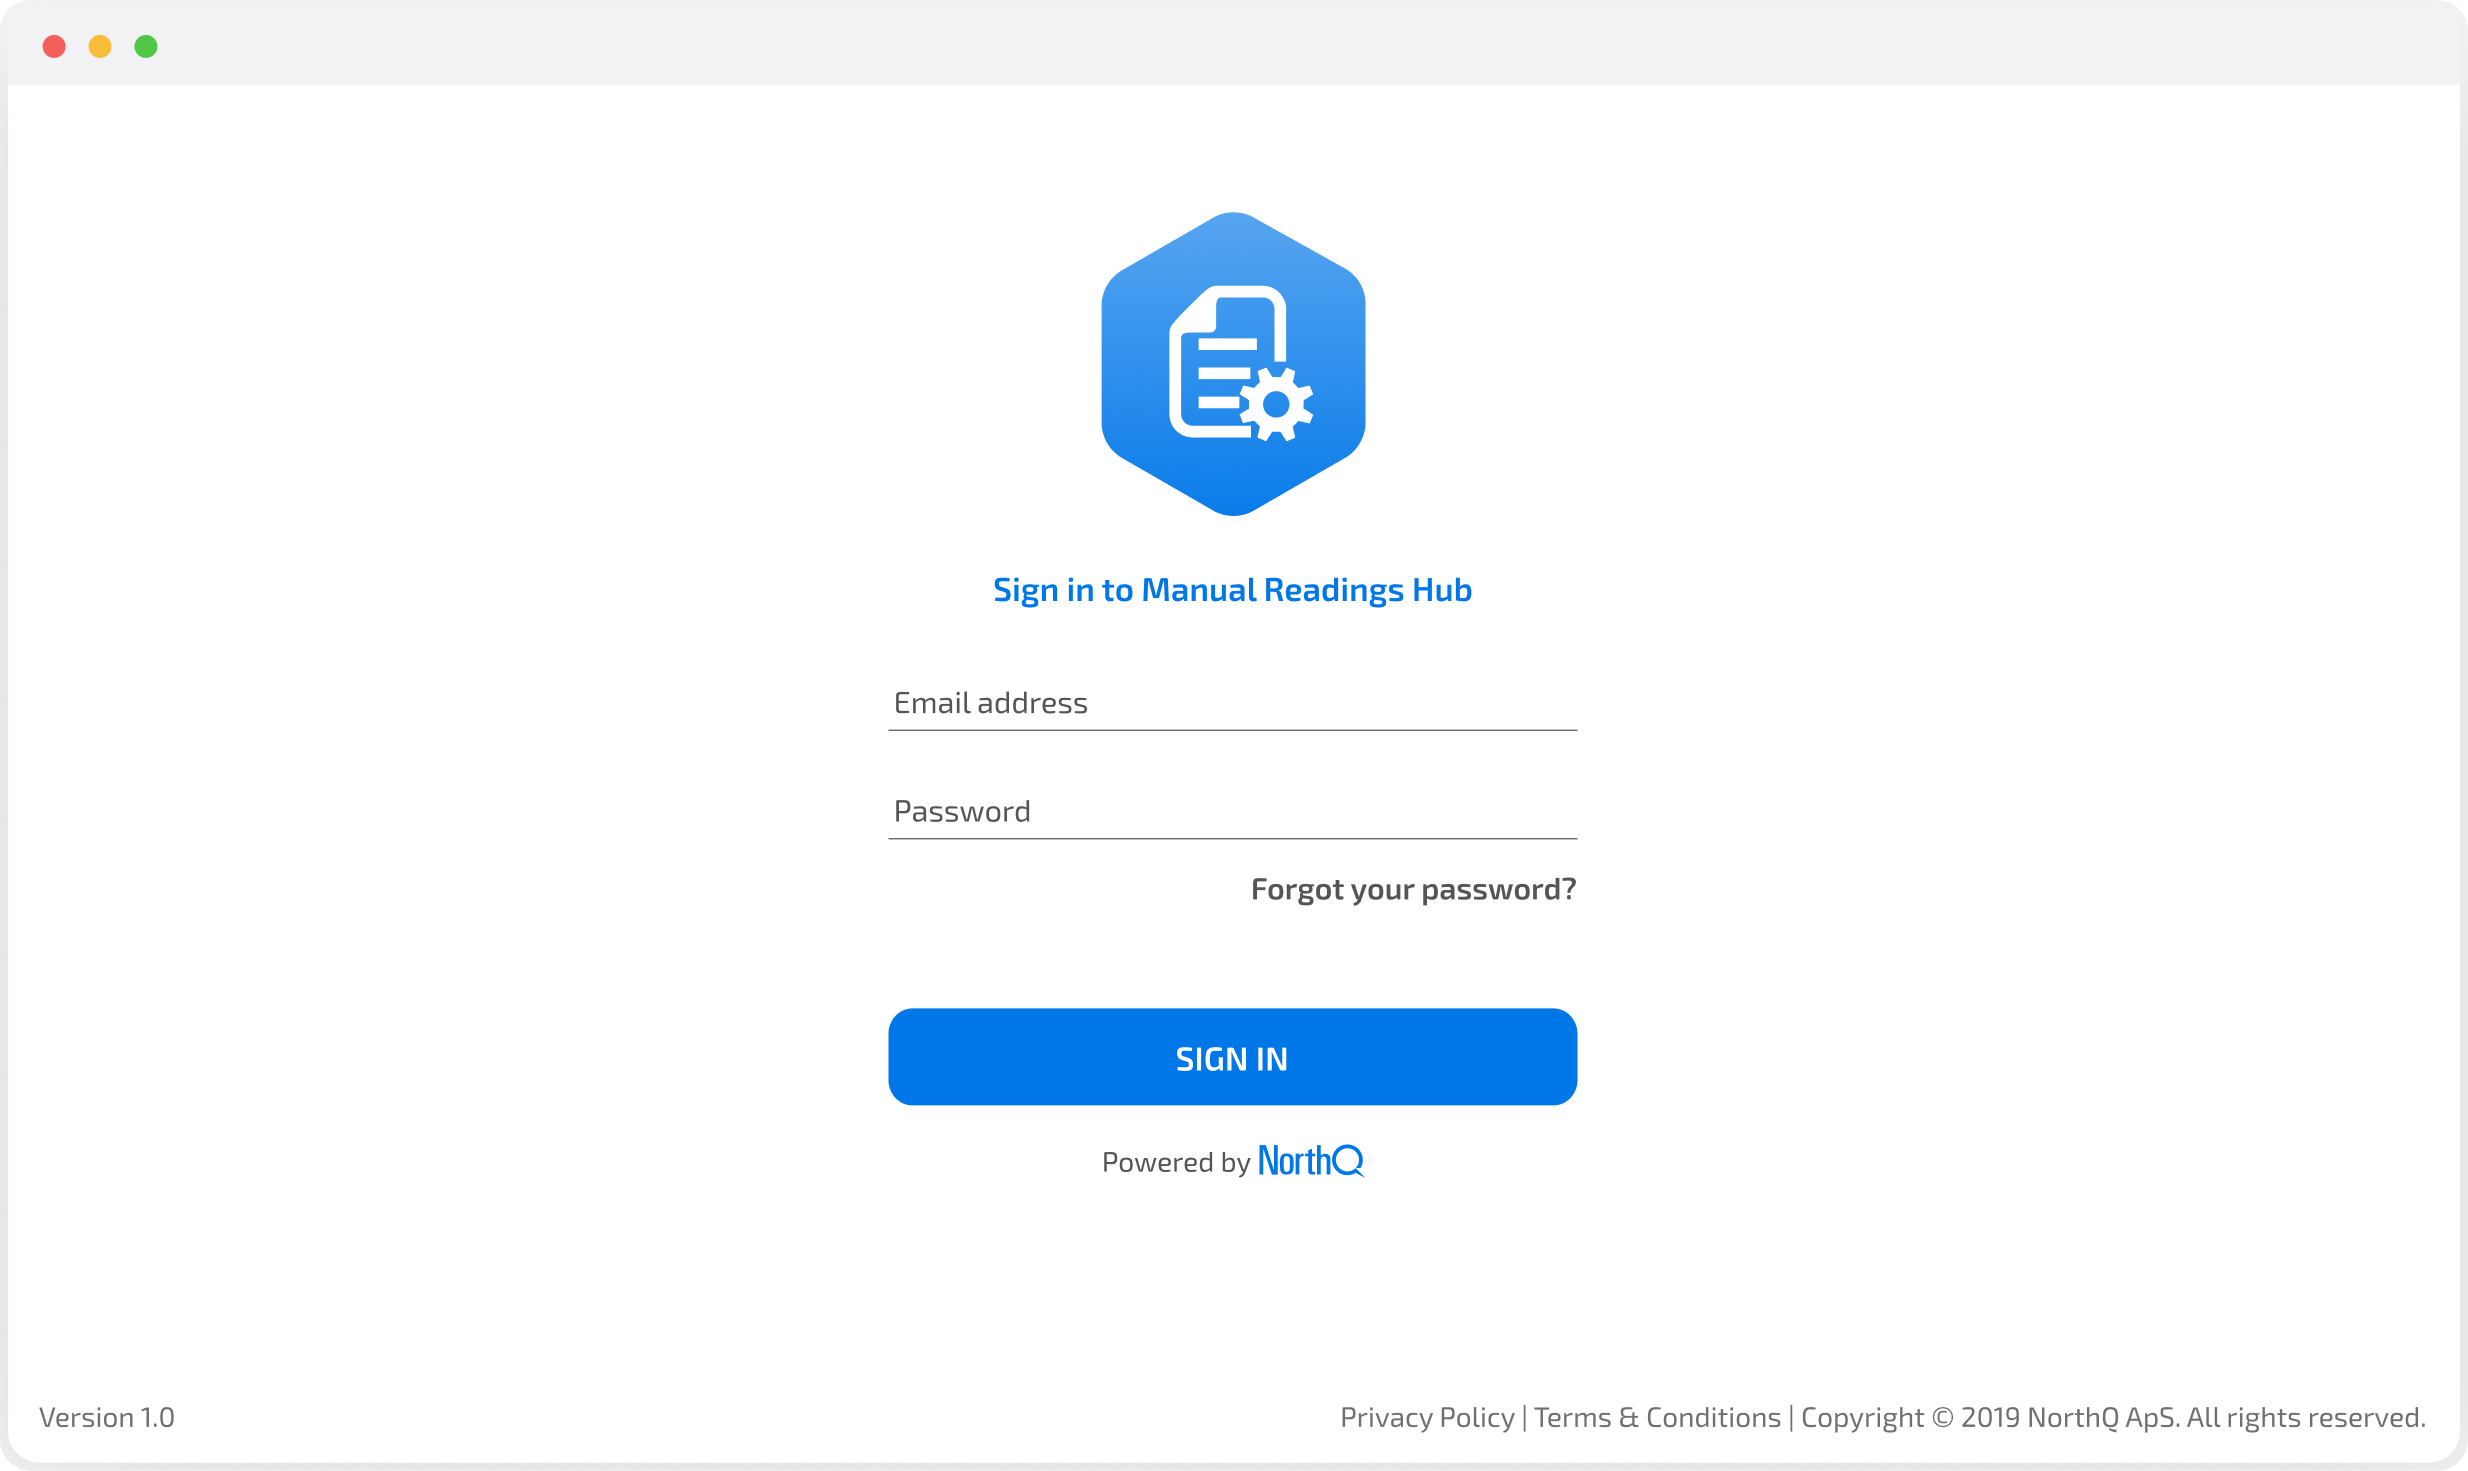 Sign in to Manual Readings Hub
Email address
Password
Forgot your password?
SIGN IN
Powered by NorthQ
Version 1.0
Privacy Policy | Terms & Conditions | Copyright © 2019 NorthQ ApS. All rights reserved.